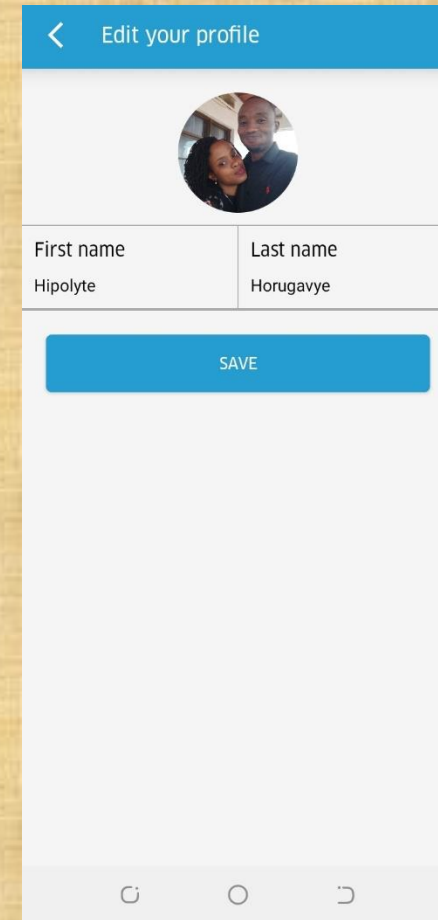 Edit your profile
First name
Last name
Hipolyte
Horugavye
SAVE